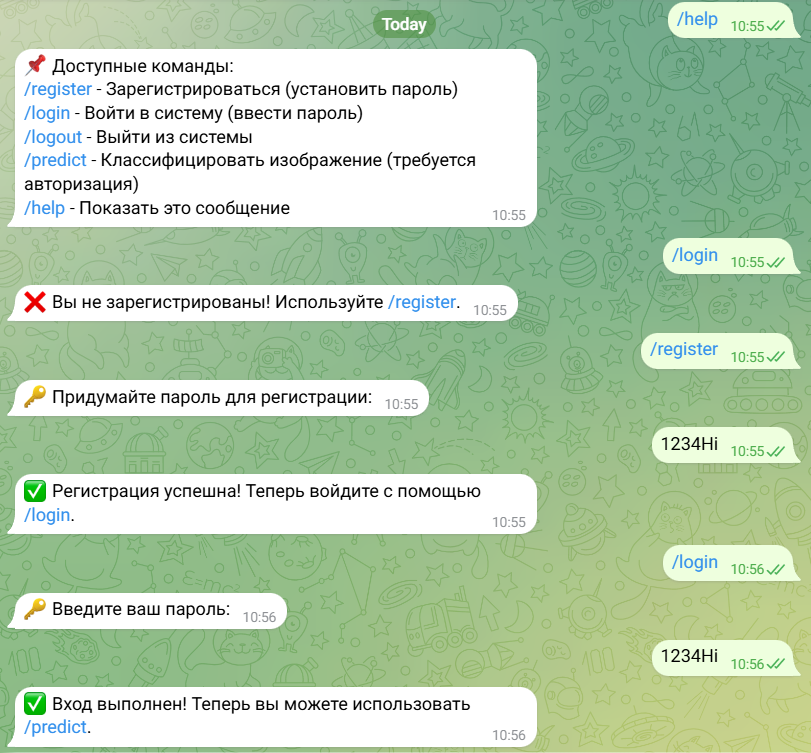 Today
/help 10:55
📌 Доступные команды:
/register - Зарегистрироваться (установить пароль)
/login - Войти в систему (ввести пароль)
/logout - Выйти из системы
/predict - Классифицировать изображение (требуется
авторизация)
/help - Показать это сообщение 10:55
/login 10:55
❌ Вы не зарегистрированы! Используйте /register. 10:55
/register 10:55
🔑 Придумайте пароль для регистрации: 10:55
1234Hi 10:55
✅ Регистрация успешна! Теперь войдите с помощью
/login. 10:55
/login 10:56
🔑 Введите ваш пароль: 10:56
1234Hi 10:56
✅ Вход выполнен! Теперь вы можете использовать
/predict. 10:56